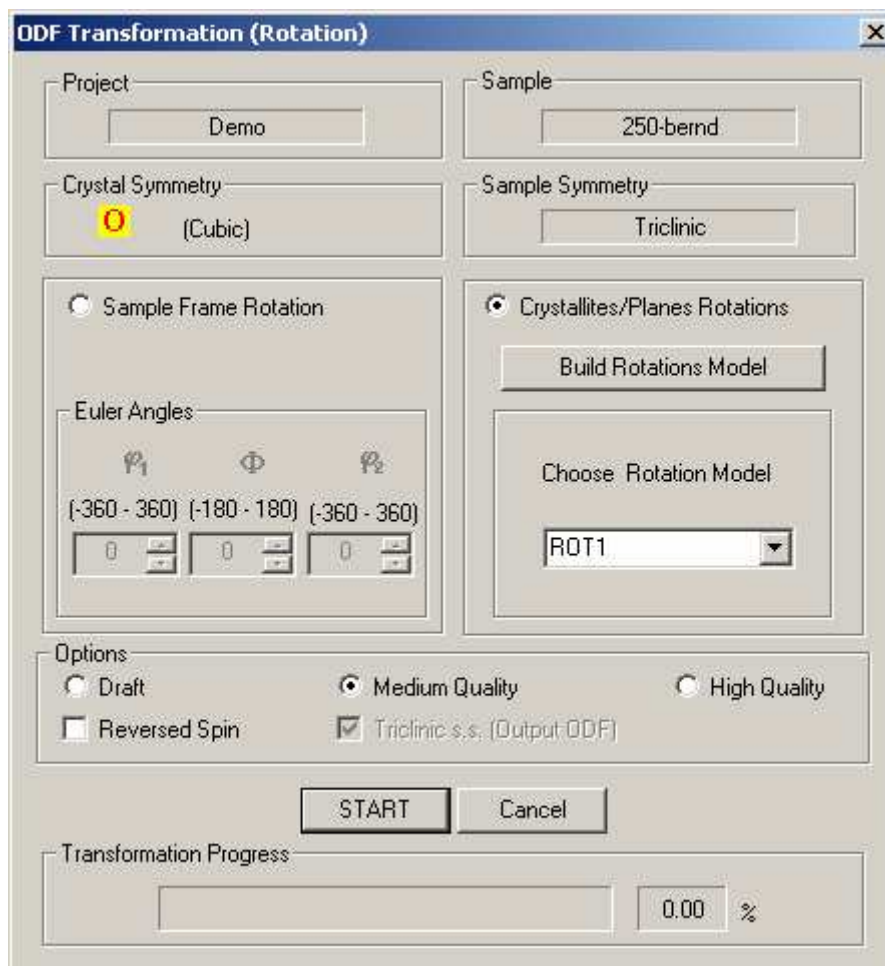 ODF Transformation (Rotation)
Project
Demo
Sample
250-bernd
Crystal Symmetry
O (Cubic)
Sample Symmetry
Triclinic
Sample Frame Rotation
Euler Angles
φ₁ Φ φ₂
(-360 - 360) (-180 - 180) (-360 - 360)
0 0 0
Crystallites/Planes Rotations
Build Rotations Model
Choose Rotation Model
ROT1
Options
Draft Medium Quality High Quality
Reversed Spin Triclinic s.s. (Output ODF)
START Cancel
Transformation Progress
0.00 %